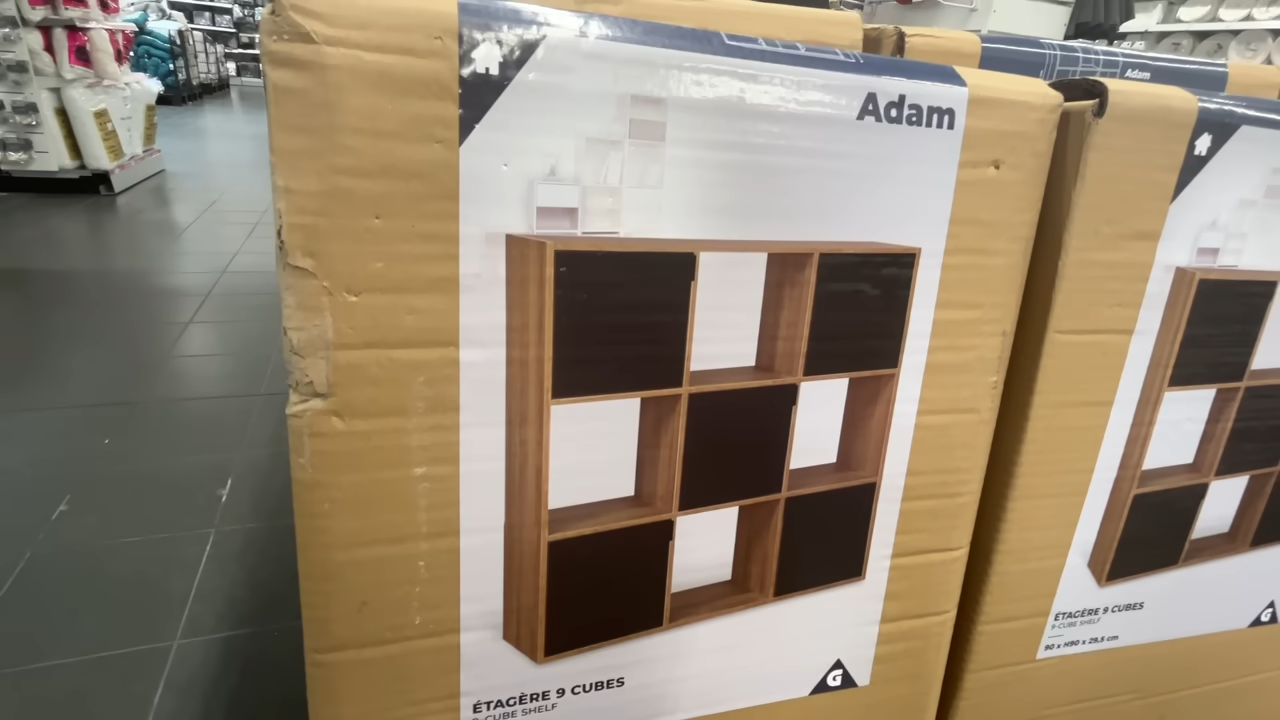 Adam
ÉTAGÈRE 9 CUBES
9-CUBE SHELF
G
Adam
ÉTAGÈRE 9 CUBES
9-CUBE SHELF
90 x H90 x 29,5 cm
G